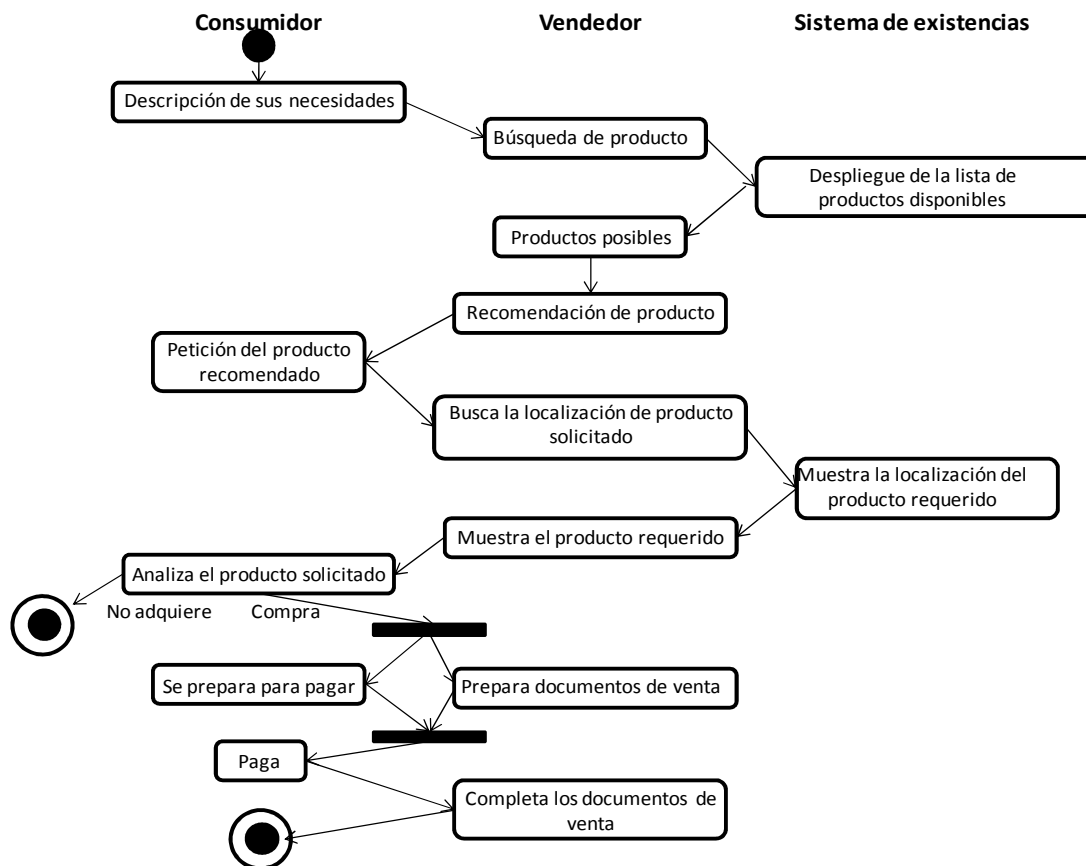 Consumidor
Vendedor
Sistema de existencias
Descripción de sus necesidades
Búsqueda de producto
Despliegue de la lista de
productos disponibles
Productos posibles
Recomendación de producto
Petición del producto
recomendado
Busca la localización de producto
solicitado
Muestra la localización del
producto requerido
Muestra el producto requerido
Analiza el producto solicitado
No adquiere
Compra
Se prepara para pagar
Prepara documentos de venta
Paga
Completa los documentos de
venta